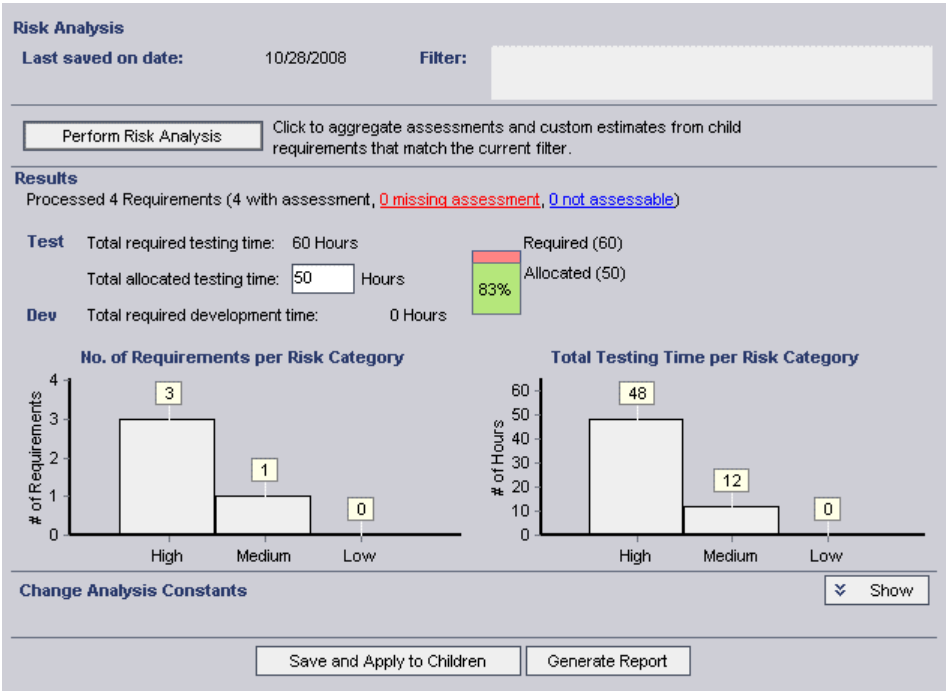 Risk Analysis
Last saved on date: 10/28/2008 Filter:
Perform Risk Analysis
Click to aggregate assessments and custom estimates from child
requirements that match the current filter.
Results
Processed 4 Requirements (4 with assessment, 0 missing assessment, 0 not assessable)
Test Total required testing time: 60 Hours
Required (60)
Total allocated testing time: 50 Hours
Allocated (50)
83%
Dev Total required development time: 0 Hours
No. of Requirements per Risk Category
# of Requirements
4
3
2
1
0
3
1
0
High Medium Low
Total Testing Time per Risk Category
# of Hours
60
50
40
30
20
10
0
48
12
0
High Medium Low
Change Analysis Constants
Show
Save and Apply to Children
Generate Report